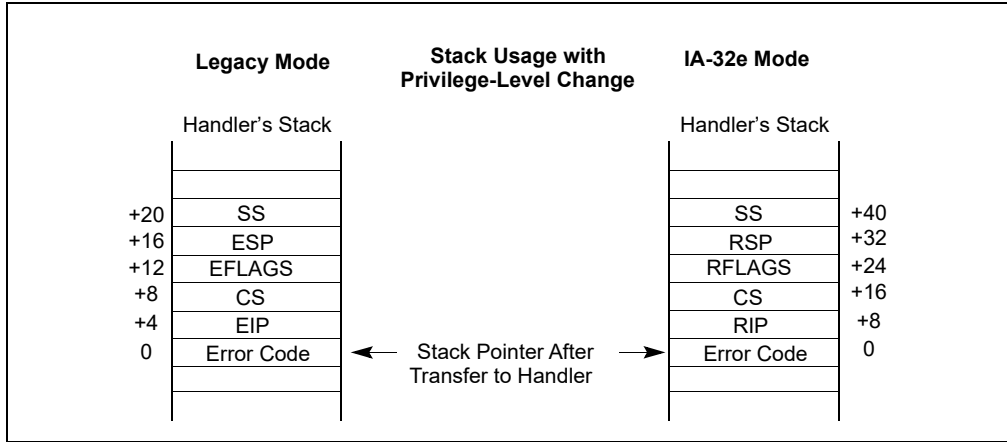 Legacy Mode
Stack Usage with
Privilege-Level Change
IA-32e Mode
Handler's Stack
Handler's Stack
+20 SS SS +40
+16 ESP RSP +32
+12 EFLAGS RFLAGS +24
+8 CS CS +16
+4 EIP RIP +8
0 Error Code Stack Pointer After Error Code 0
Transfer to Handler